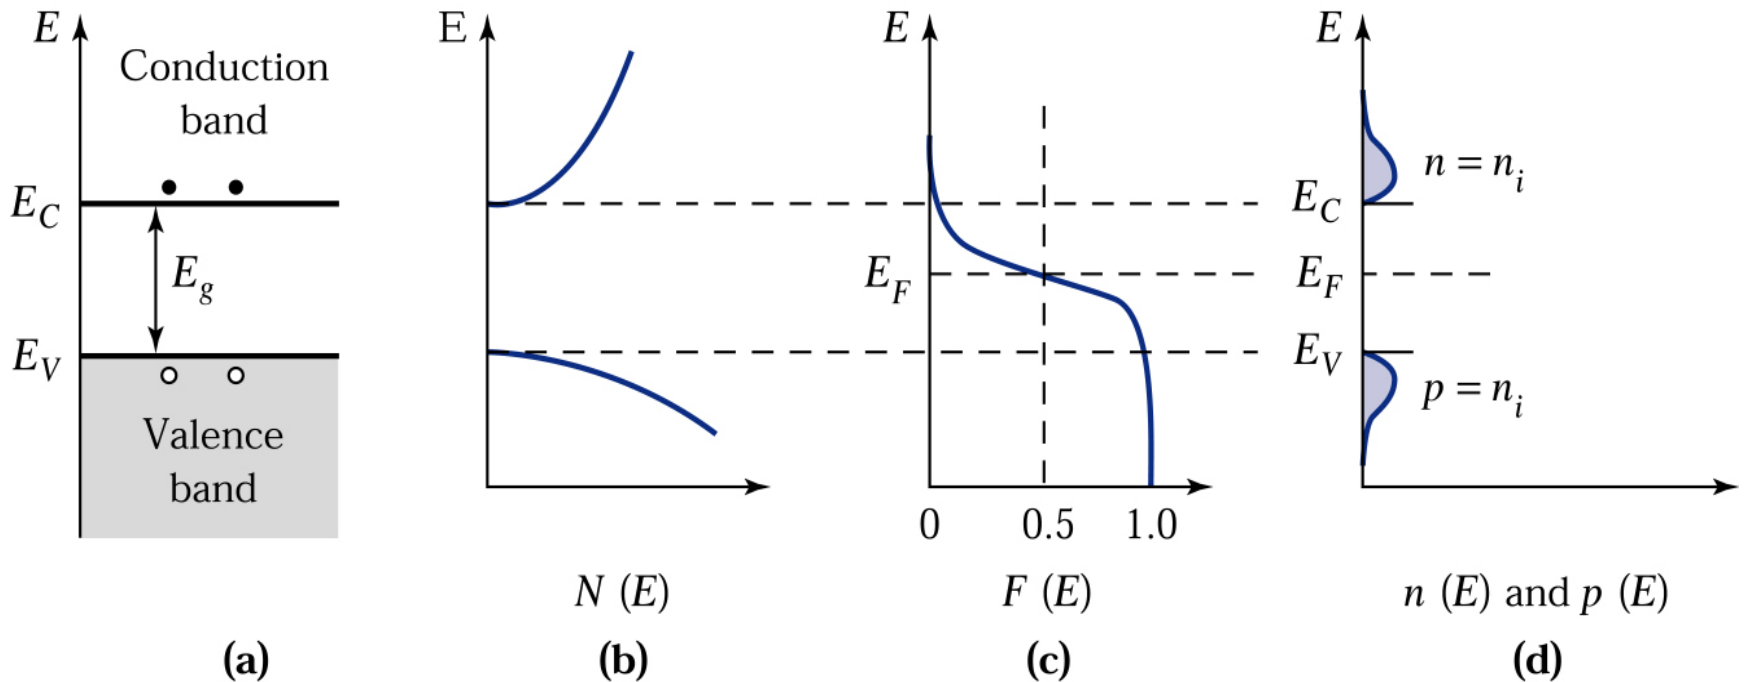 E
Conduction
band
E_C
E_g
E_V
Valence
band
(a)
E
N (E)
(b)
E
E_F
0 0.5 1.0
F (E)
(c)
E
n = n_i
E_C
E_F
E_V
p = n_i
n (E) and p (E)
(d)